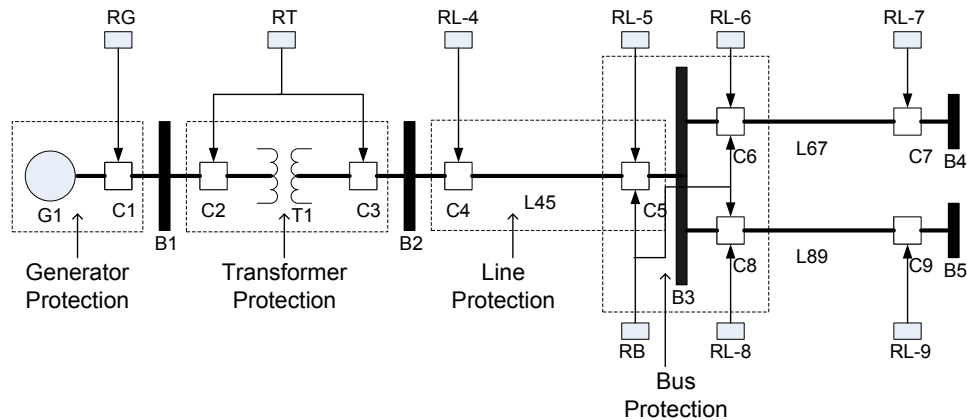 RG
RT
RL-4
RL-5
RL-6
RL-7
G1
C1
B1
C2
T1
C3
B2
C4
L45
C5
B3
C6
L67
C7
B4
C8
L89
C9
B5
Generator
Protection
Transformer
Protection
Line
Protection
RB
RL-8
RL-9
Bus
Protection